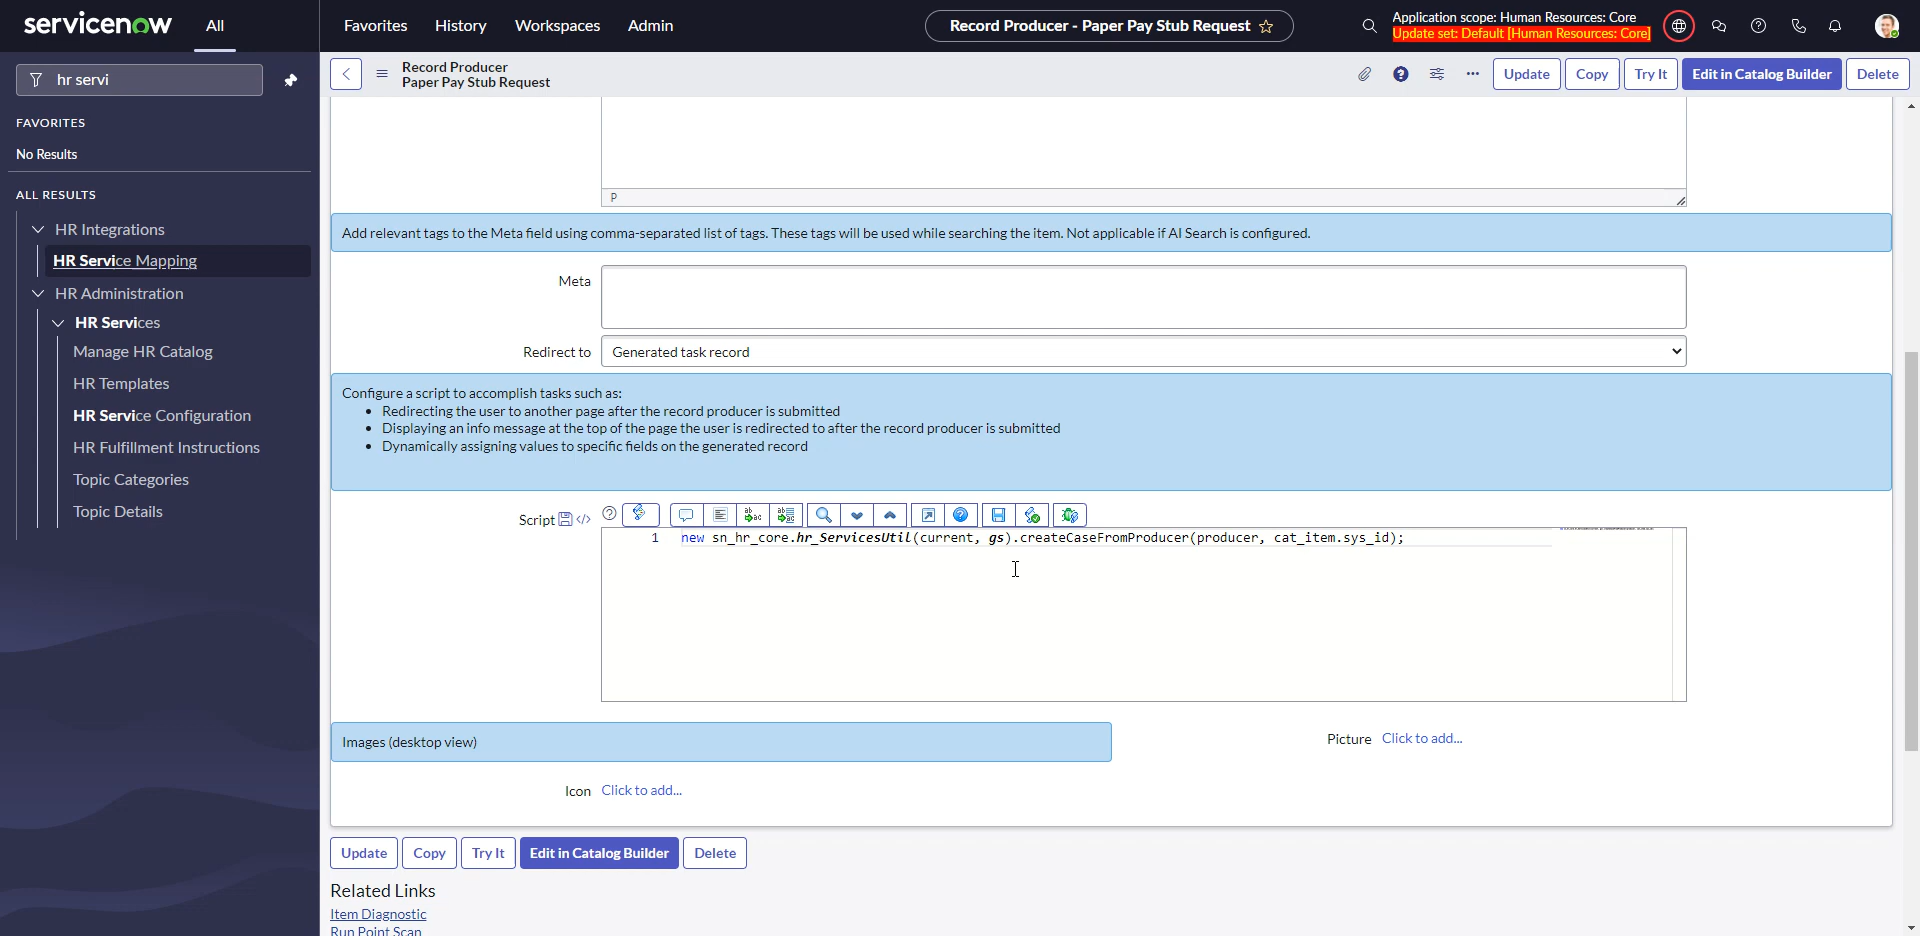 servicenow
All
Favorites
History
Workspaces
Admin
Record Producer - Paper Pay Stub Request
Application scope: Human Resources: Core
Update set: Default [Human Resources: Core]
hr servi
FAVORITES
No Results
ALL RESULTS
HR Integrations
HR Service Mapping
HR Administration
HR Services
Manage HR Catalog
HR Templates
HR Service Configuration
HR Fulfillment Instructions
Topic Categories
Topic Details
Record Producer
Paper Pay Stub Request
Update
Copy
Try It
Edit in Catalog Builder
Delete
P
Add relevant tags to the Meta field using comma-separated list of tags. These tags will be used while searching the item. Not applicable if AI Search is configured.
Meta
Redirect to
Generated task record
Configure a script to accomplish tasks such as:
Redirecting the user to another page after the record producer is submitted
Displaying an info message at the top of the page the user is redirected to after the record producer is submitted
Dynamically assigning values to specific fields on the generated record
Script
1 new sn_hr_core.hr_ServicesUtil(current, gs).createCaseFromProducer(producer, cat_item.sys_id);
Images (desktop view)
Picture
Click to add...
Icon
Click to add...
Update
Copy
Try It
Edit in Catalog Builder
Delete
Related Links
Item Diagnostic
Run Point Scan